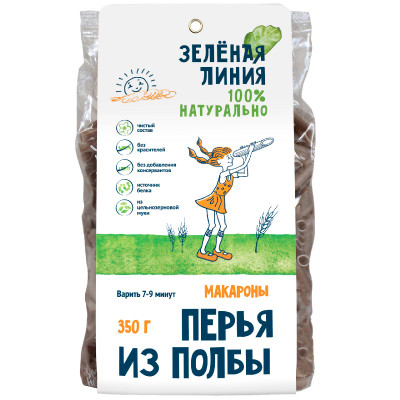 ЗЕЛЁНАЯ
ЛИНИЯ
100%
НАТУРАЛЬНО
чистый
состав
без
красителей
без добавления
консервантов
источник
белка
из
цельнозерновой
муки
Варить 7-9 минут
МАКАРОНЫ
350 Г
ПЕРЬЯ
ИЗ ПОЛБЫ